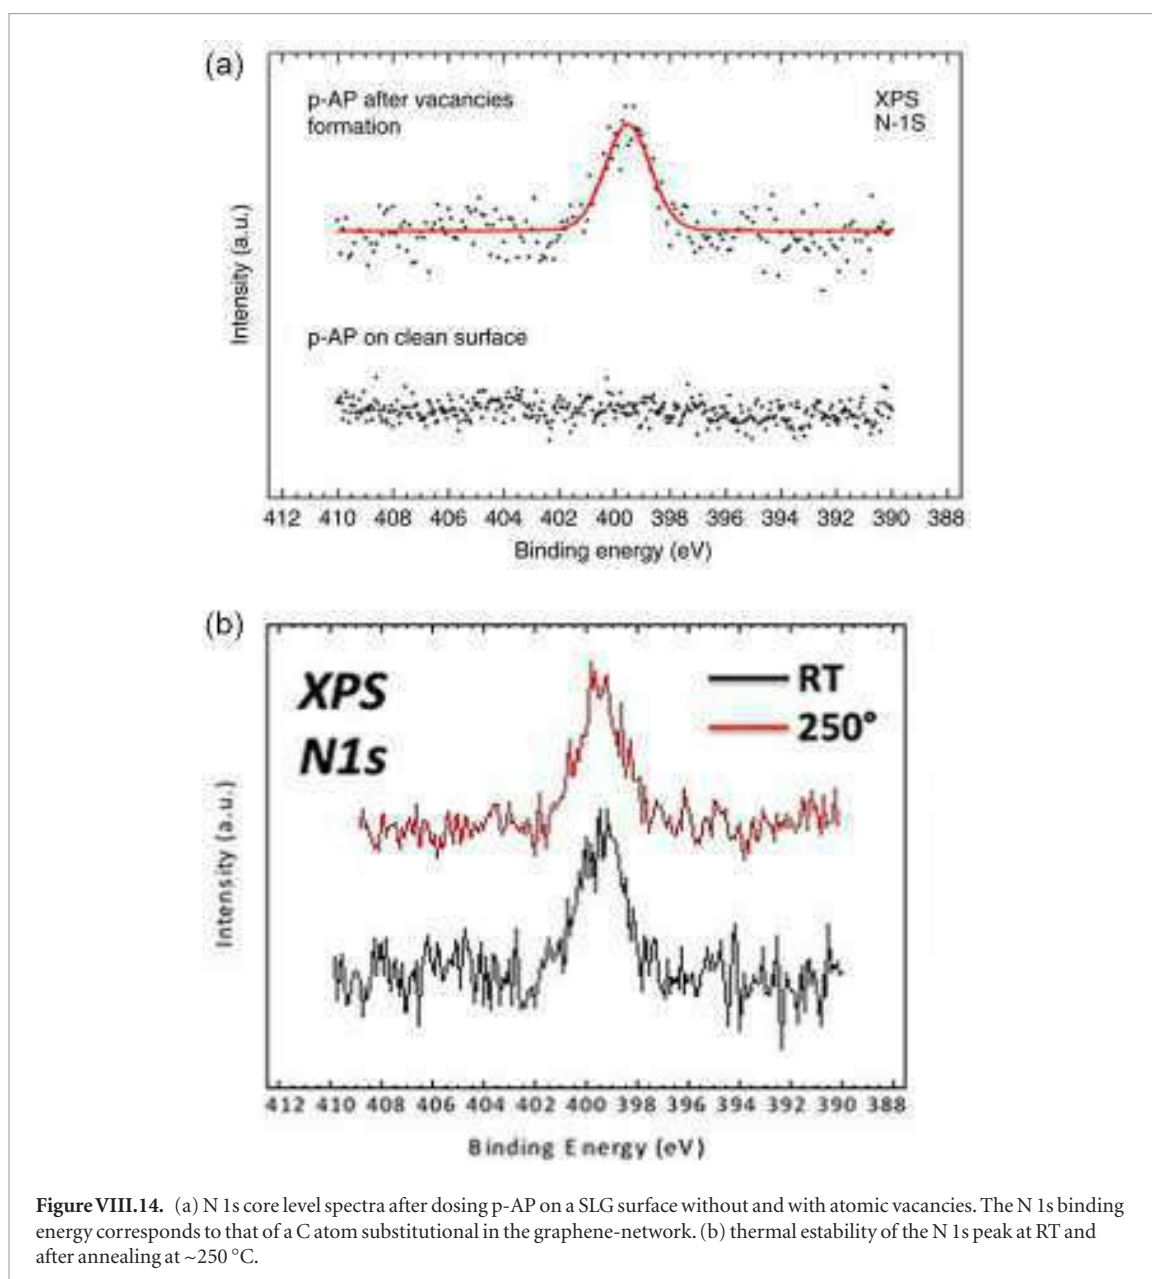 (a)
p-AP after vacancies
formation
XPS
N-1S
Intensity (a.u.)
p-AP on clean surface
412 410 408 406 404 402 400 398 396 394 392 390 388
Binding energy (eV)
(b)
XPS
N1s
RT
250°
Intensity (a.u.)
412 410 408 406 404 402 400 398 396 394 392 390 388
Binding Energy (eV)
Figure VIII.14. (a) N 1s core level spectra after dosing p-AP on a SLG surface without and with atomic vacancies. The N 1s binding
energy corresponds to that of a C atom substitutional in the graphene-network. (b) thermal estability of the N 1s peak at RT and
after annealing at ~250 °C.